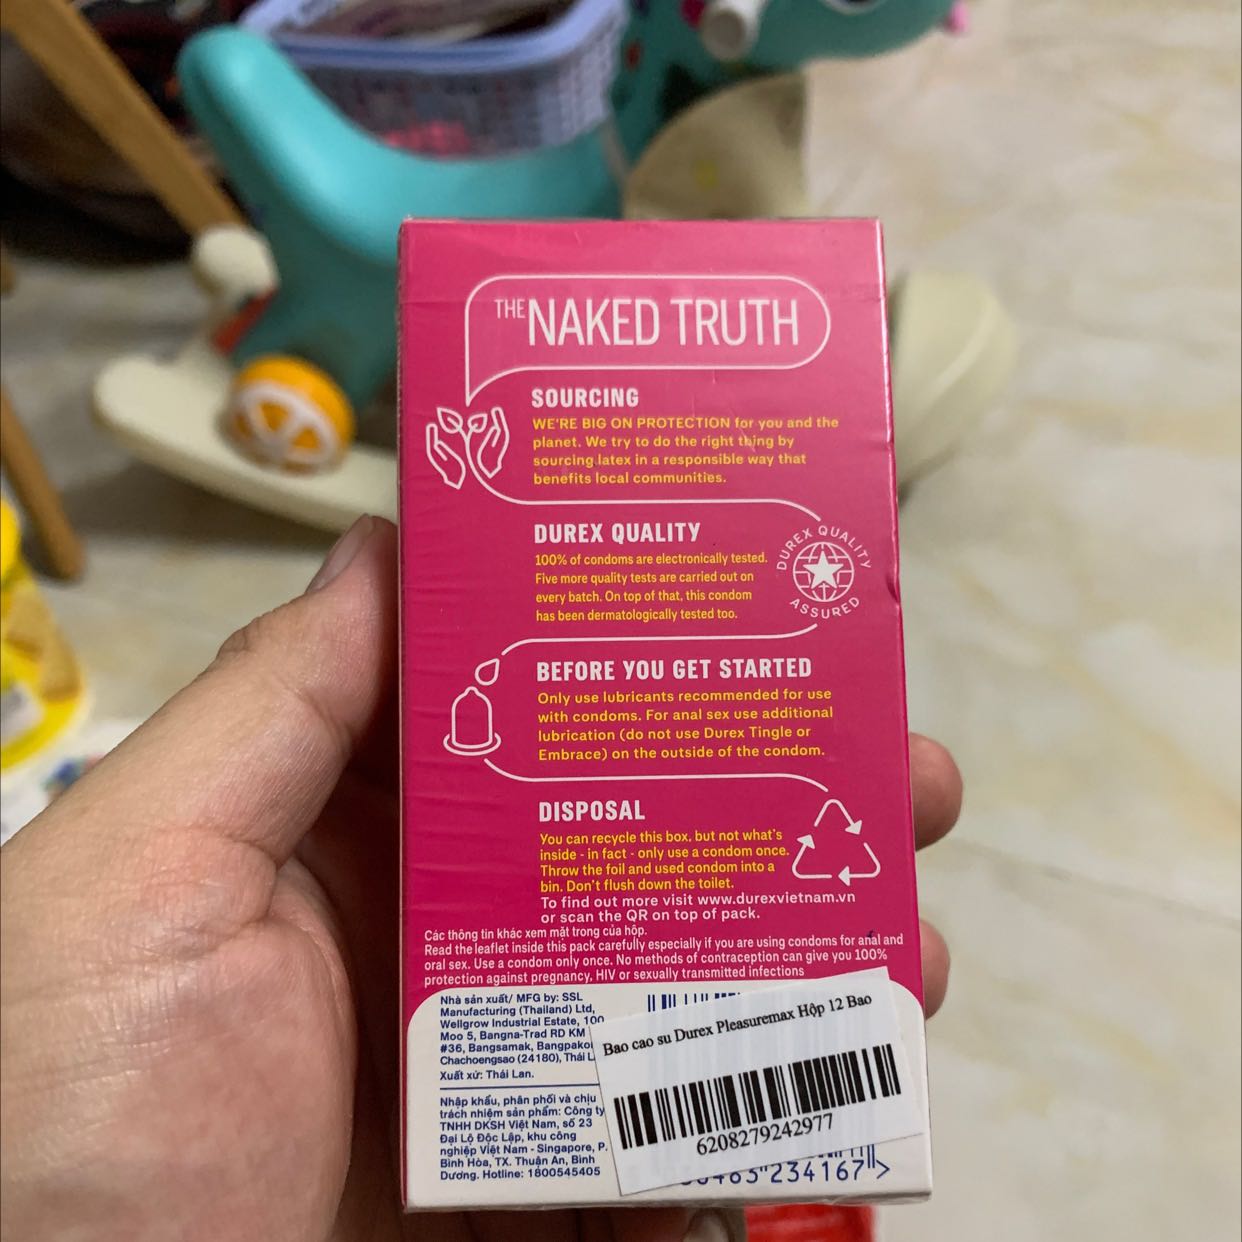 THE NAKED TRUTH
SOURCING
WE'RE BIG ON PROTECTION for you and the
planet. We try to do the right thing by
sourcing latex in a responsible way that
benefits local communities.
DUREX QUALITY
100% of condoms are electronically tested.
Five more quality tests are carried out on
every batch. On top of that, this condom
has been dermatologically tested too.
DUREX QUALITY
ASSURED
BEFORE YOU GET STARTED
Only use lubricants recommended for use
with condoms. For anal sex use additional
lubrication (do not use Durex Tingle or
Embrace) on the outside of the condom.
DISPOSAL
You can recycle this box, but not what's
inside - in fact - only use a condom once.
Throw the foil and used condom into a
bin. Don't flush down the toilet.
To find out more visit www.durexvietnam.vn
or scan the QR on top of pack.
Các thông tin khác xem mặt trong của hộp.
Read the leaflet inside this pack carefully especially if you are using condoms for anal and
oral sex. Use a condom only once. No methods of contraception can give you 100%
protection against pregnancy, HIV or sexually transmitted infections
Nhà sản xuất/ MFG by: SSL
Manufacturing (Thailand) Ltd,
Wellgrow Industrial Estate, 100
Moo 5, Bangna-Trad RD KM
#36, Bangsamak, Bangpakon
Chachoengsao (24180), Thái
Xuất xứ: Thái Lan.
Nhập khẩu, phân phối và chịu
trách nhiệm sản phẩm: Công ty
TNHH DKSH Việt Nam, số 23
Đại Lộ Độc Lập, khu công
nghiệp Việt Nam - Singapore, P.
Bình Hòa, TX. Thuận An, Bình
Dương. Hotline: 1800545405
Bao cao su Durex Pleasuremax Hộp 12 Bao
6208279242977
234167